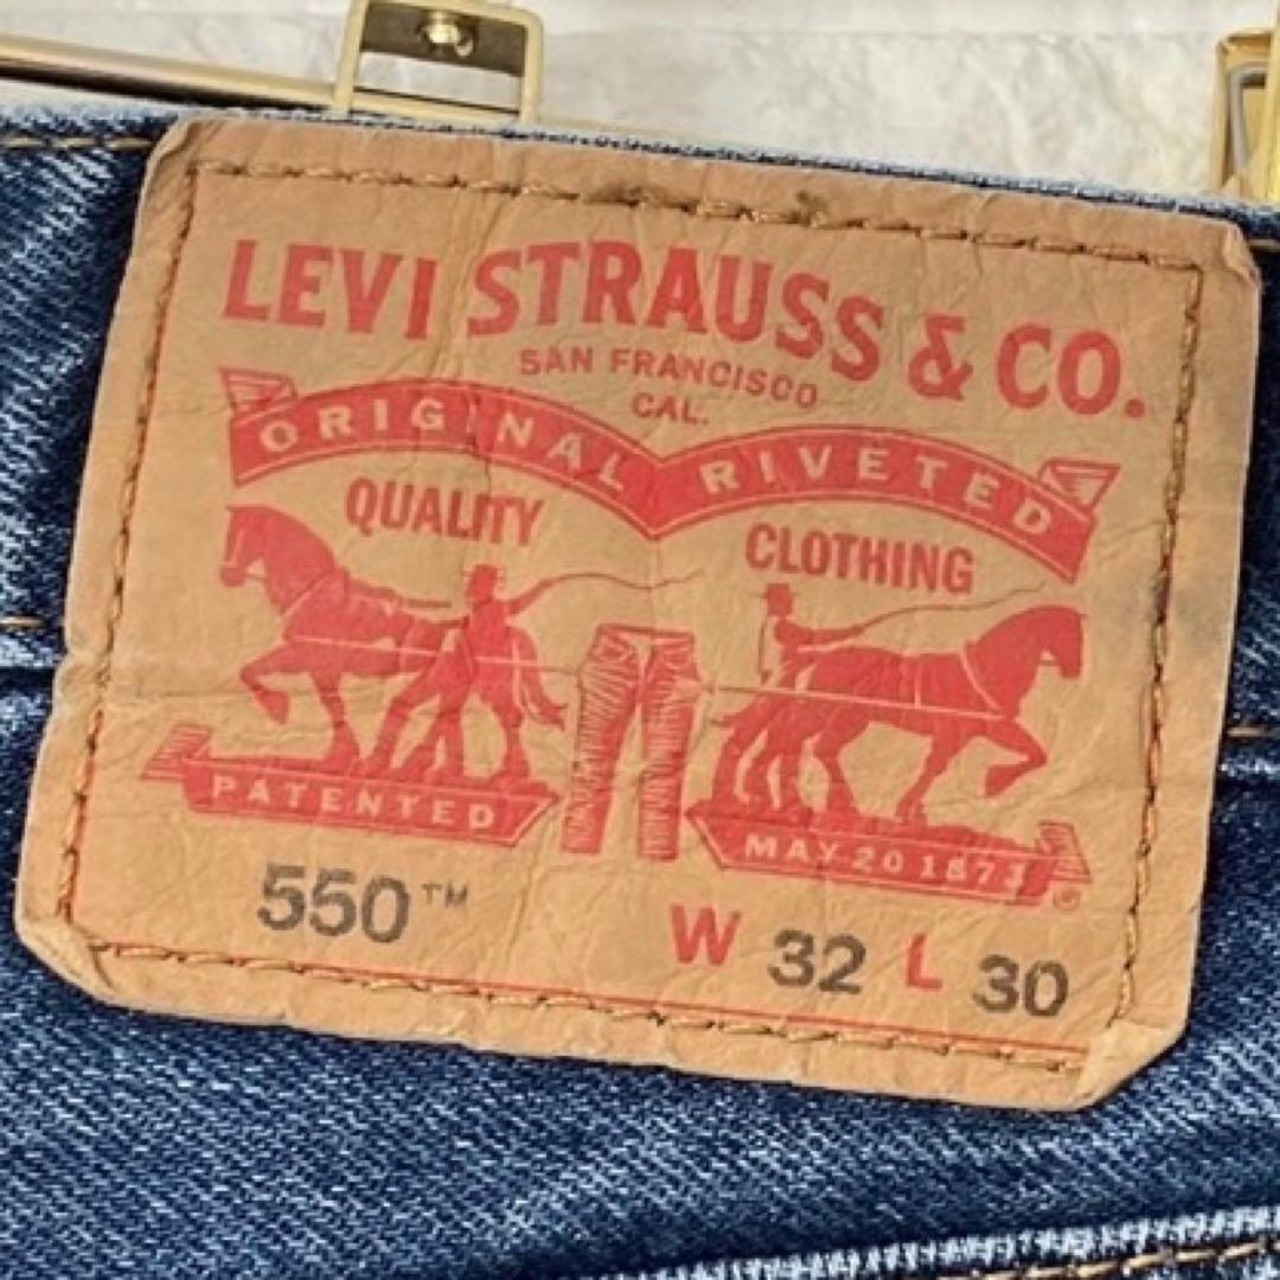 LEVI STRAUSS & CO.
SAN FRANCISCO
CAL.
ORIGINAL RIVETED
QUALITY CLOTHING
PATENTED MAY 20 1873
®
550™ W 32 L 30